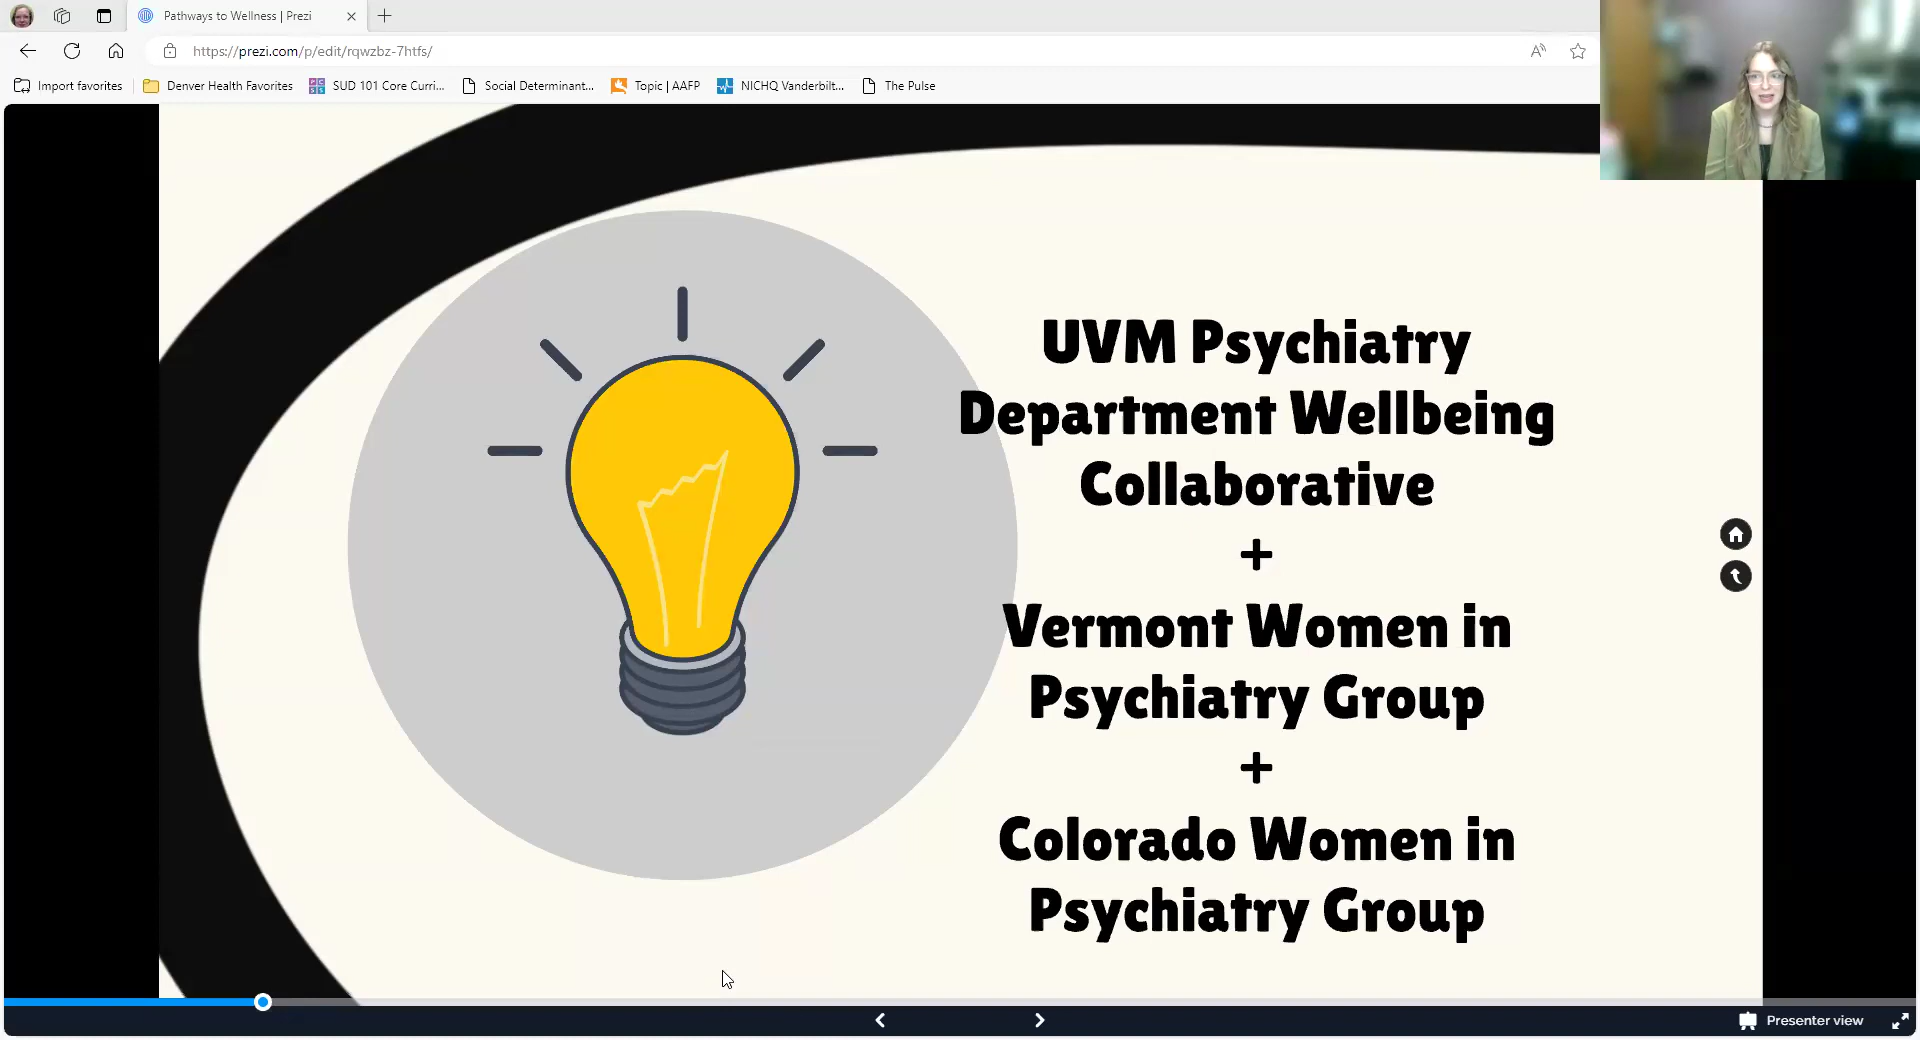 Pathways to Wellness | Prezi
https://prezi.com/p/edit/rqwzbz-7htfs/
Import favorites
Denver Health Favorites
SUD 101 Core Curri...
Social Determinant...
Topic | AAFP
NICHQ Vanderbilt...
The Pulse
UVM Psychiatry
Department Wellbeing
Collaborative
+
Vermont Women in
Psychiatry Group
+
Colorado Women in
Psychiatry Group
Presenter view